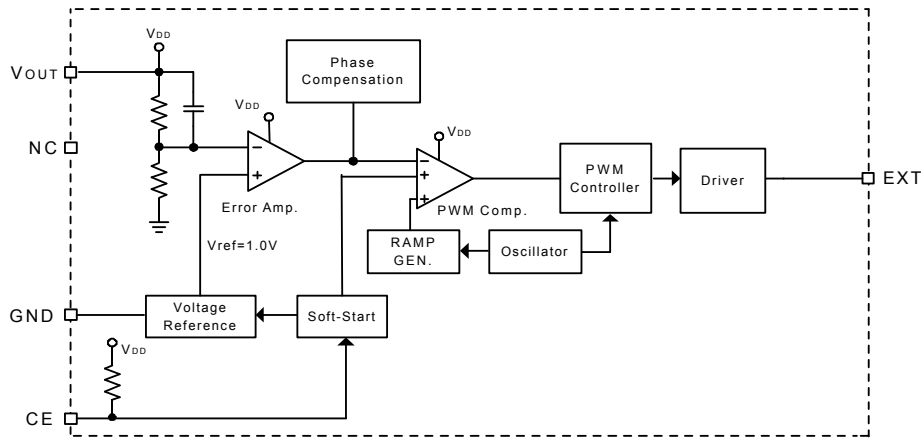 VDD
VOUT
Phase
Compensation
VDD
VDD
NC
PWM
Controller
Driver
EXT
Error Amp.
PWM Comp.
Vref=1.0V
RAMP
GEN.
Oscillator
GND
Voltage
Reference
Soft-Start
VDD
CE